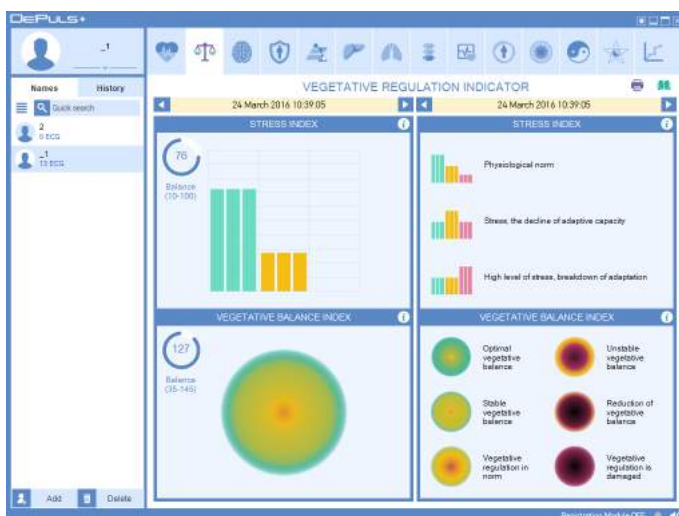 DePuls+
_1
Names
History
Quick search
2
6 ECG
_1
13 ECG
Add
Delete
VEGETATIVE REGULATION INDICATOR
24 March 2016 10:39:05
24 March 2016 10:39:05
STRESS INDEX
i
76
Balance
(10-100)
STRESS INDEX
i
Physiological norm
Stress, the decline of adaptive capacity
High level of stress, breakdown of adaptation
VEGETATIVE BALANCE INDEX
i
127
Balance
(35-145)
VEGETATIVE BALANCE INDEX
i
Optimal
vegetative
balance
Unstable
vegetative
balance
Stable
vegetative
balance
Reduction of
vegetative
balance
Vegetative
regulation in
norm
Vegetative
regulation is
damaged
Registration Module OFF